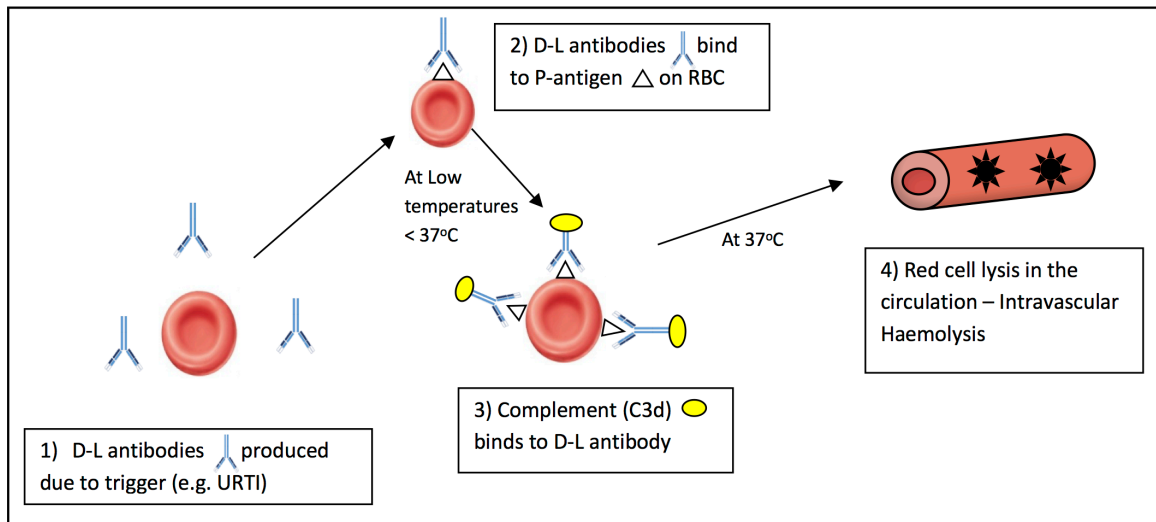 1) D-L antibodies produced
due to trigger (e.g. URTI)
2) D-L antibodies bind
to P-antigen on RBC
At Low
temperatures
< 37ºC
3) Complement (C3d)
binds to D-L antibody
At 37ºC
4) Red cell lysis in the
circulation – Intravascular
Haemolysis